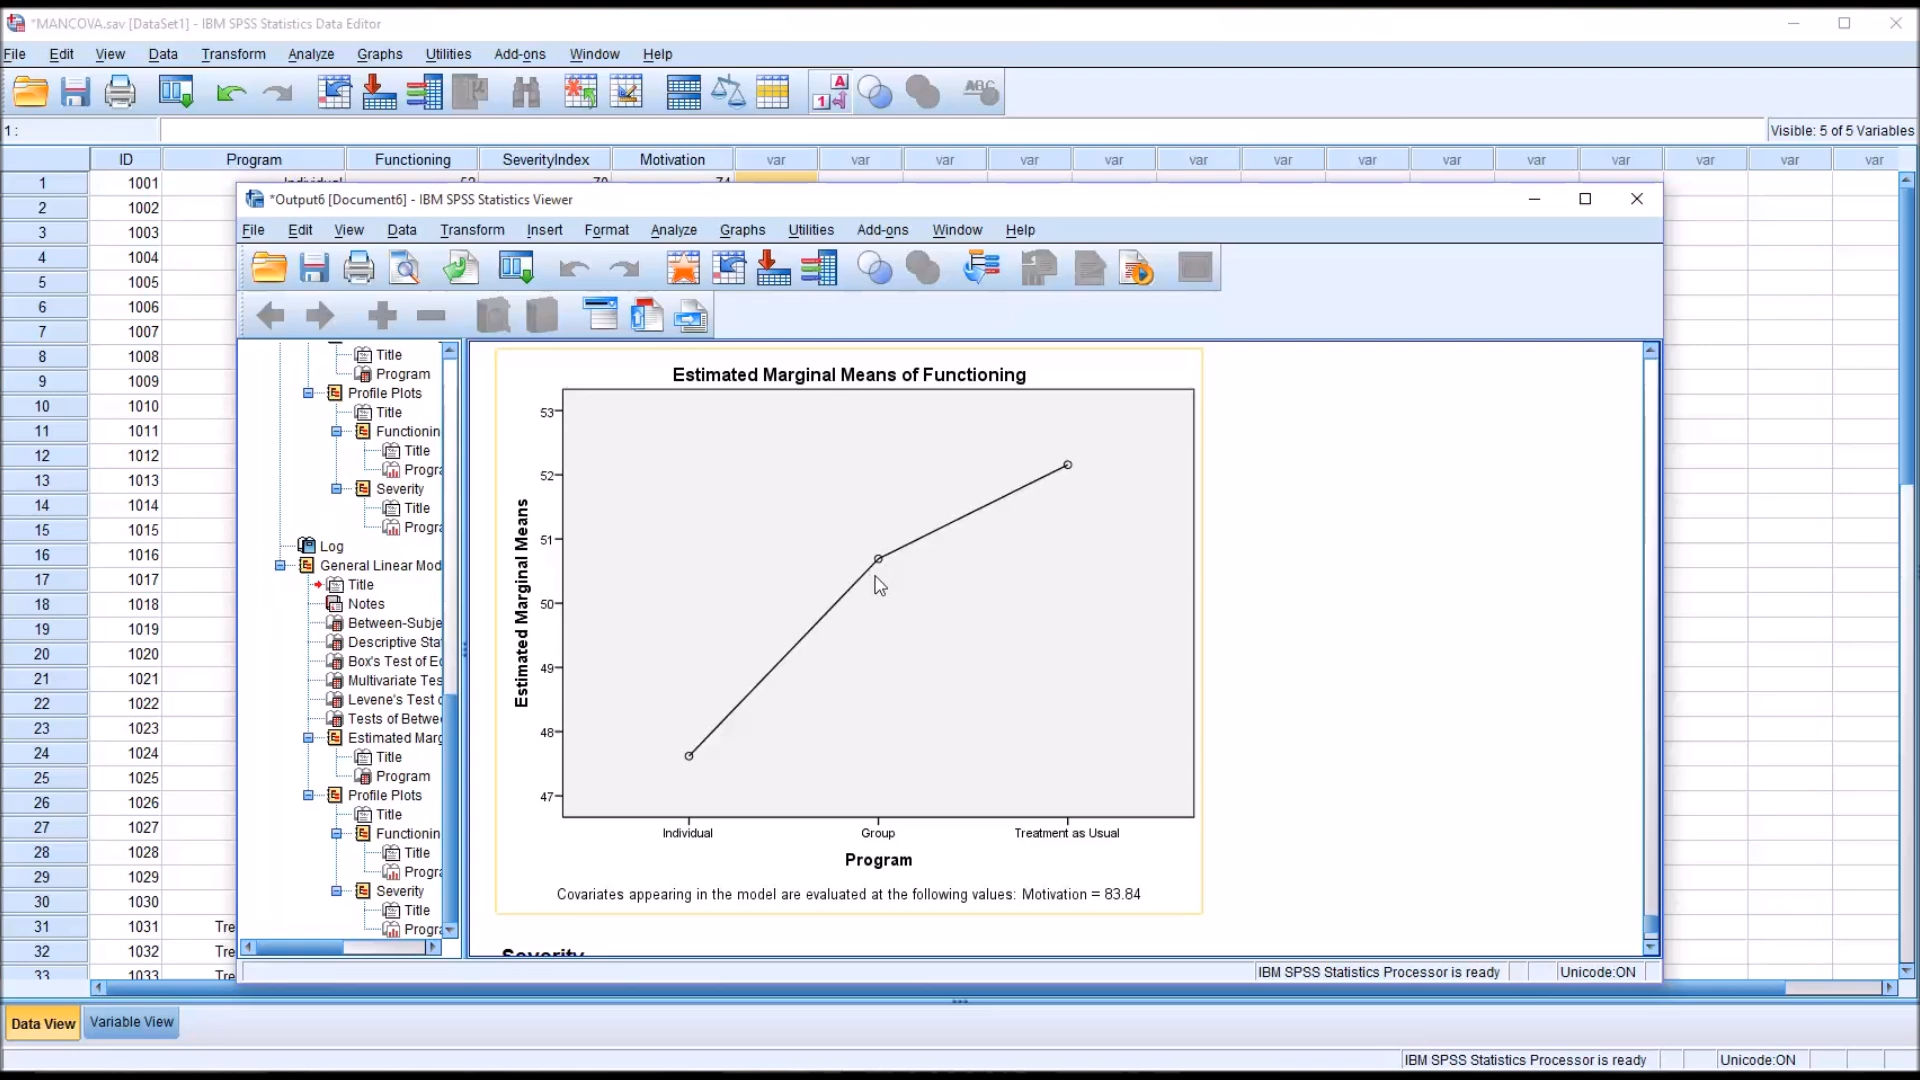 *MANCOVA.sav [DataSet1] - IBM SPSS Statistics Data Editor
File Edit View Data Transform Analyze Graphs Utilities Add-ons Window Help
1 :
Visible: 5 of 5 Variables
ID Program Functioning SeverityIndex Motivation var var var var var var var var var var var var var var
1 1001
2 1002
3 1003
4 1004
5 1005
6 1006
7 1007
8 1008
9 1009
10 1010
11 1011
12 1012
13 1013
14 1014
15 1015
16 1016
17 1017
18 1018
19 1019
20 1020
21 1021
22 1022
23 1023
24 1024
25 1025
26 1026
27 1027
28 1028
29 1029
30 1030
31 1031 Tre
32 1032 Tre
33 1033 Tre
*Output6 [Document6] - IBM SPSS Statistics Viewer
File Edit View Data Transform Insert Format Analyze Graphs Utilities Add-ons Window Help
Title
Program
Profile Plots
Title
Functionin
Title
Progra
Severity
Title
Progra
Log
General Linear Mod
Title
Notes
Between-Subje
Descriptive Sta
Box's Test of Ec
Multivariate Tes
Levene's Test o
Tests of Betwe
Estimated Marg
Title
Program
Profile Plots
Title
Functionin
Title
Progra
Severity
Title
Progra
Estimated Marginal Means of Functioning
Estimated Marginal Means
53
52
51
50
49
48
47
Individual Group Treatment as Usual
Program
Covariates appearing in the model are evaluated at the following values: Motivation = 83.84
Severity
IBM SPSS Statistics Processor is ready Unicode:ON
Data View Variable View
IBM SPSS Statistics Processor is ready Unicode:ON